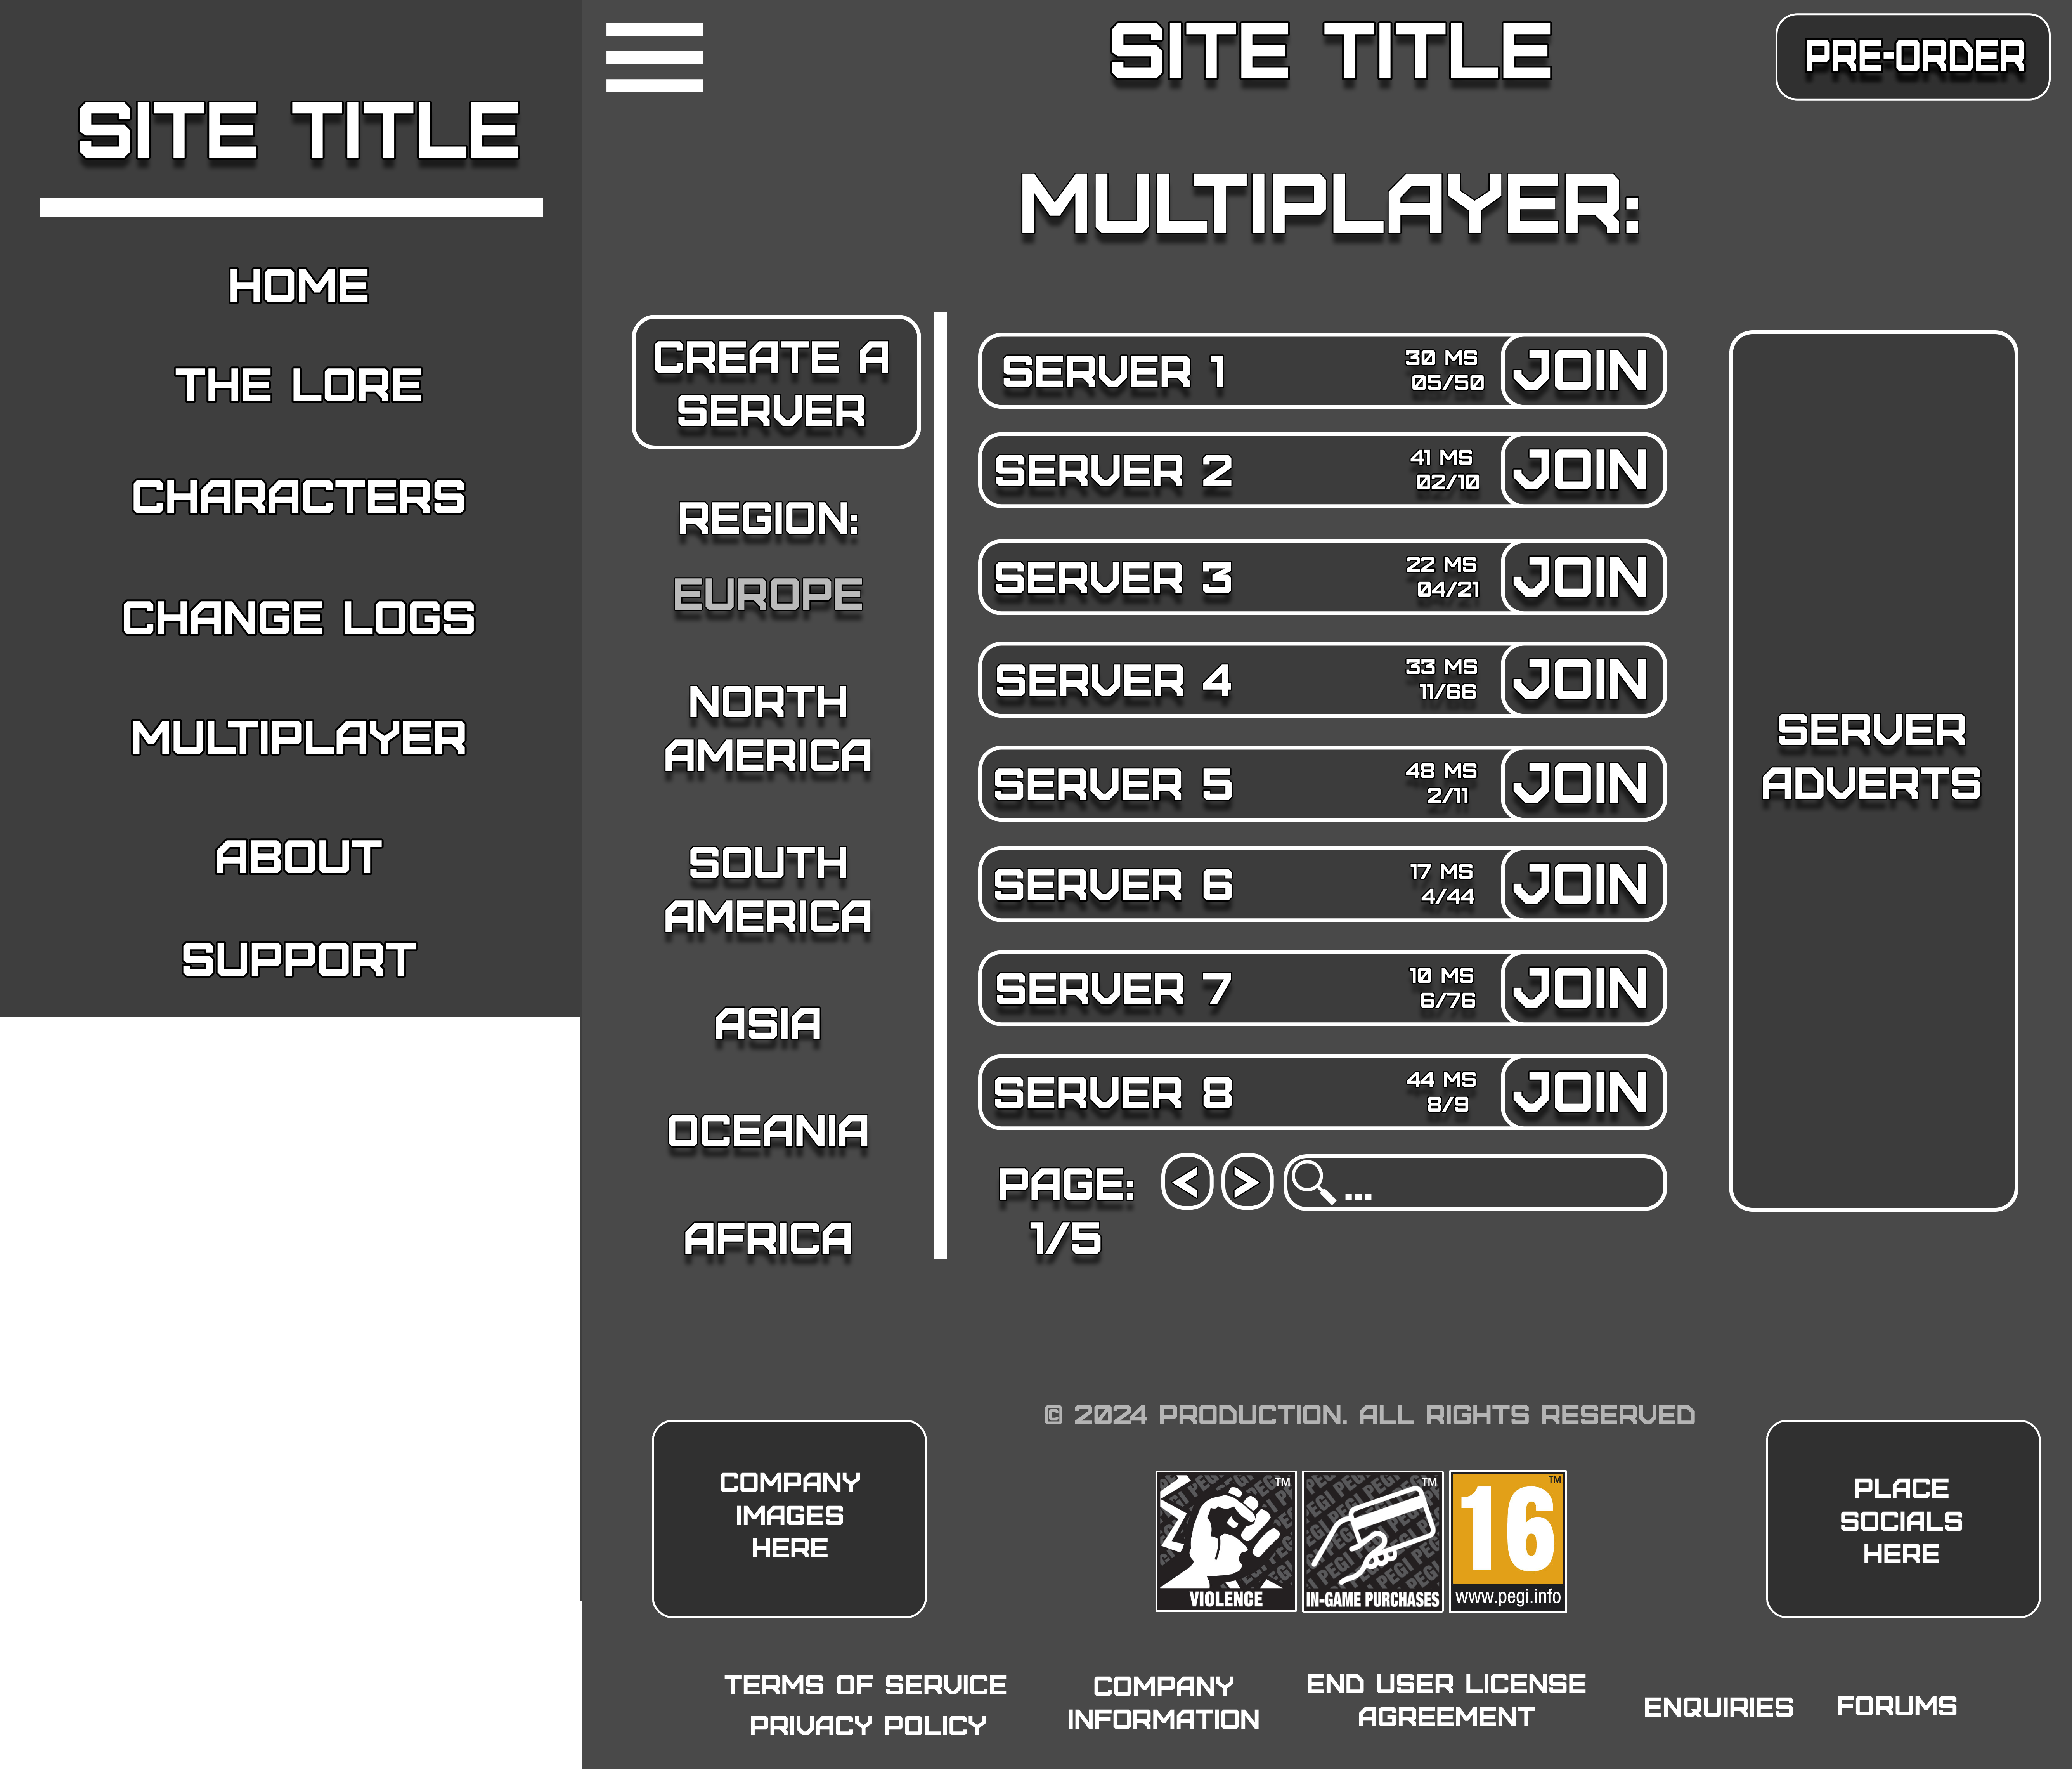 SITE TITLE
HOME
THE LORE
CHARACTERS
CHANGE LOGS
MULTIPLAYER
ABOUT
SUPPORT
SITE TITLE
PRE-ORDER
MULTIPLAYER:
CREATE A
SERVER
REGION:
EUROPE
NORTH
AMERICA
SOUTH
AMERICA
ASIA
OCEANIA
AFRICA
SERVER 1
30 MS
05/50
JOIN
SERVER 2
41 MS
02/10
JOIN
SERVER 3
22 MS
04/21
JOIN
SERVER 4
33 MS
11/66
JOIN
SERVER 5
48 MS
2/11
JOIN
SERVER 6
17 MS
4/44
JOIN
SERVER 7
10 MS
6/76
JOIN
SERVER 8
44 MS
8/9
JOIN
PAGE:
1/5
< >
...
SERVER
ADVERTS
© 2024 PRODUCTION. ALL RIGHTS RESERVED
COMPANY
IMAGES
HERE
TM
VIOLENCE
TM
IN-GAME PURCHASES
TM
16
www.pegi.info
PLACE
SOCIALS
HERE
TERMS OF SERVICE
PRIVACY POLICY
COMPANY
INFORMATION
END USER LICENSE
AGREEMENT
ENQUIRIES
FORUMS